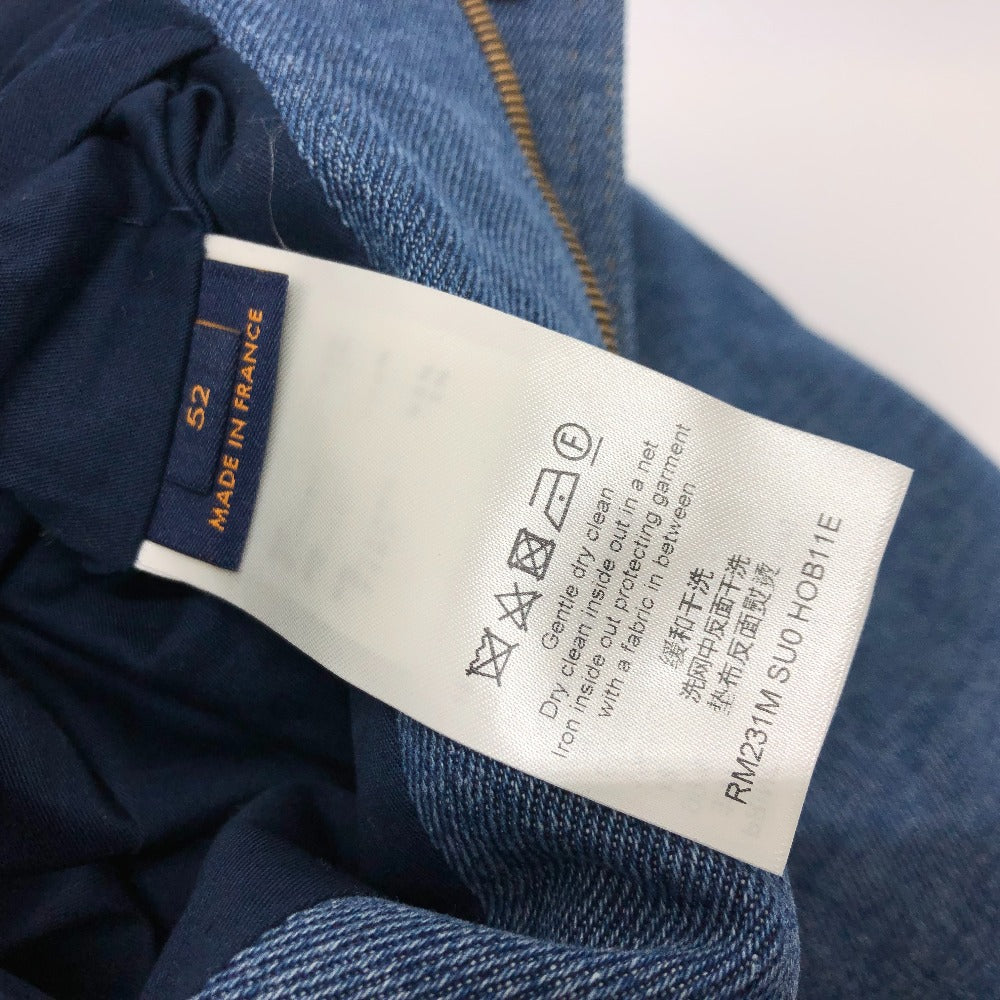 52
MADE IN FRANCE
F
Gentle dry clean
Dry clean inside out in a net
Iron inside out protecting garment
with a fabric in between
缓和干洗
洗网中反面干洗
垫布反面熨烫
RM231M SU0 HOB11E